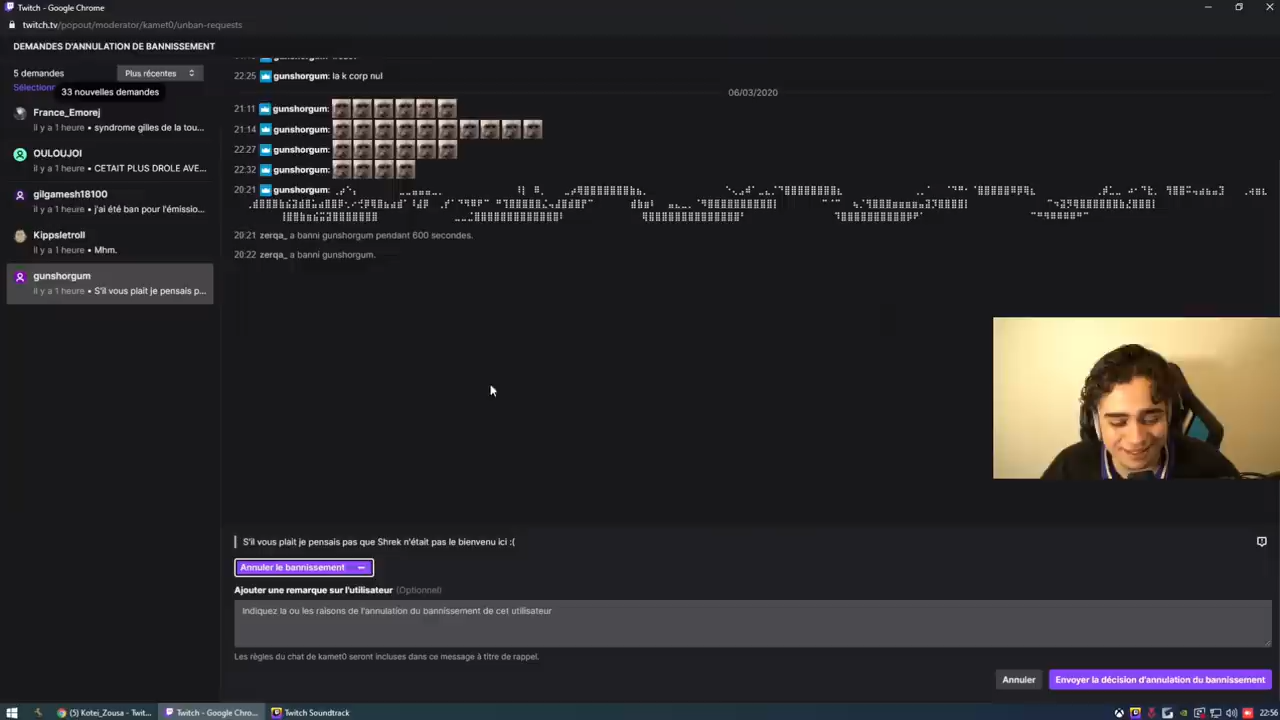 Twitch - Google Chrome
twitch.tv/popout/moderator/kamet0/unban-requests
DEMANDES D'ANNULATION DE BANNISSEMENT
5 demandes
Plus récentes
Sélection
33 nouvelles demandes
France_Emorej
Il y a 1 heure • syndrome gilles de la tou...
OULOUJOI
Il y a 1 heure • CETAIT PLUS DROLE AVE...
gilgamesh18100
Il y a 1 heure • j'ai été ban pour l'émissio...
Kippsletroll
Il y a 1 heure • Mhm.
gunshorgum
Il y a 1 heure • S'il vous plait je pensais p...
gunshorgum:
22:25 gunshorgum: la k corp nul
06/03/2020
21:11 gunshorgum:
21:14 gunshorgum:
22:27 gunshorgum:
22:32 gunshorgum:
20:21 gunshorgum:
20:21 zerqa_ a banni gunshorgum pendant 600 secondes.
20:22 zerqa_ a banni gunshorgum.
S'il vous plait je pensais pas que Shrek n'était pas le bienvenu ici :(
Annuler le bannissement
Ajouter une remarque sur l'utilisateur (Optionnel)
Indiquez la ou les raisons de l'annulation du bannissement de cet utilisateur
Les règles du chat de kamet0 seront incluses dans ce message à titre de rappel.
Annuler
Envoyer la décision d'annulation du bannissement
(5) Kotei_Zousa - Twit...
Twitch - Google Chro...
Twitch Soundtrack
22:56